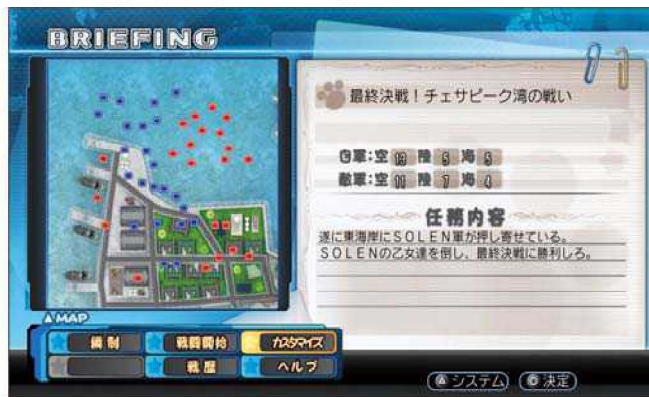 BRIEFING
最終決戦！チェサピーク湾の戦い
自軍:空 13 陸 5 海 5
敵軍:空 11 陸 7 海 4
任務内容
遂に東海岸にSOLEN軍が押し寄せている。
SOLENの乙女達を倒し、最終決戦に勝利しろ。
▲MAP
編制 戦闘開始 カスタマイズ
戦歴 ヘルプ
システム 決定